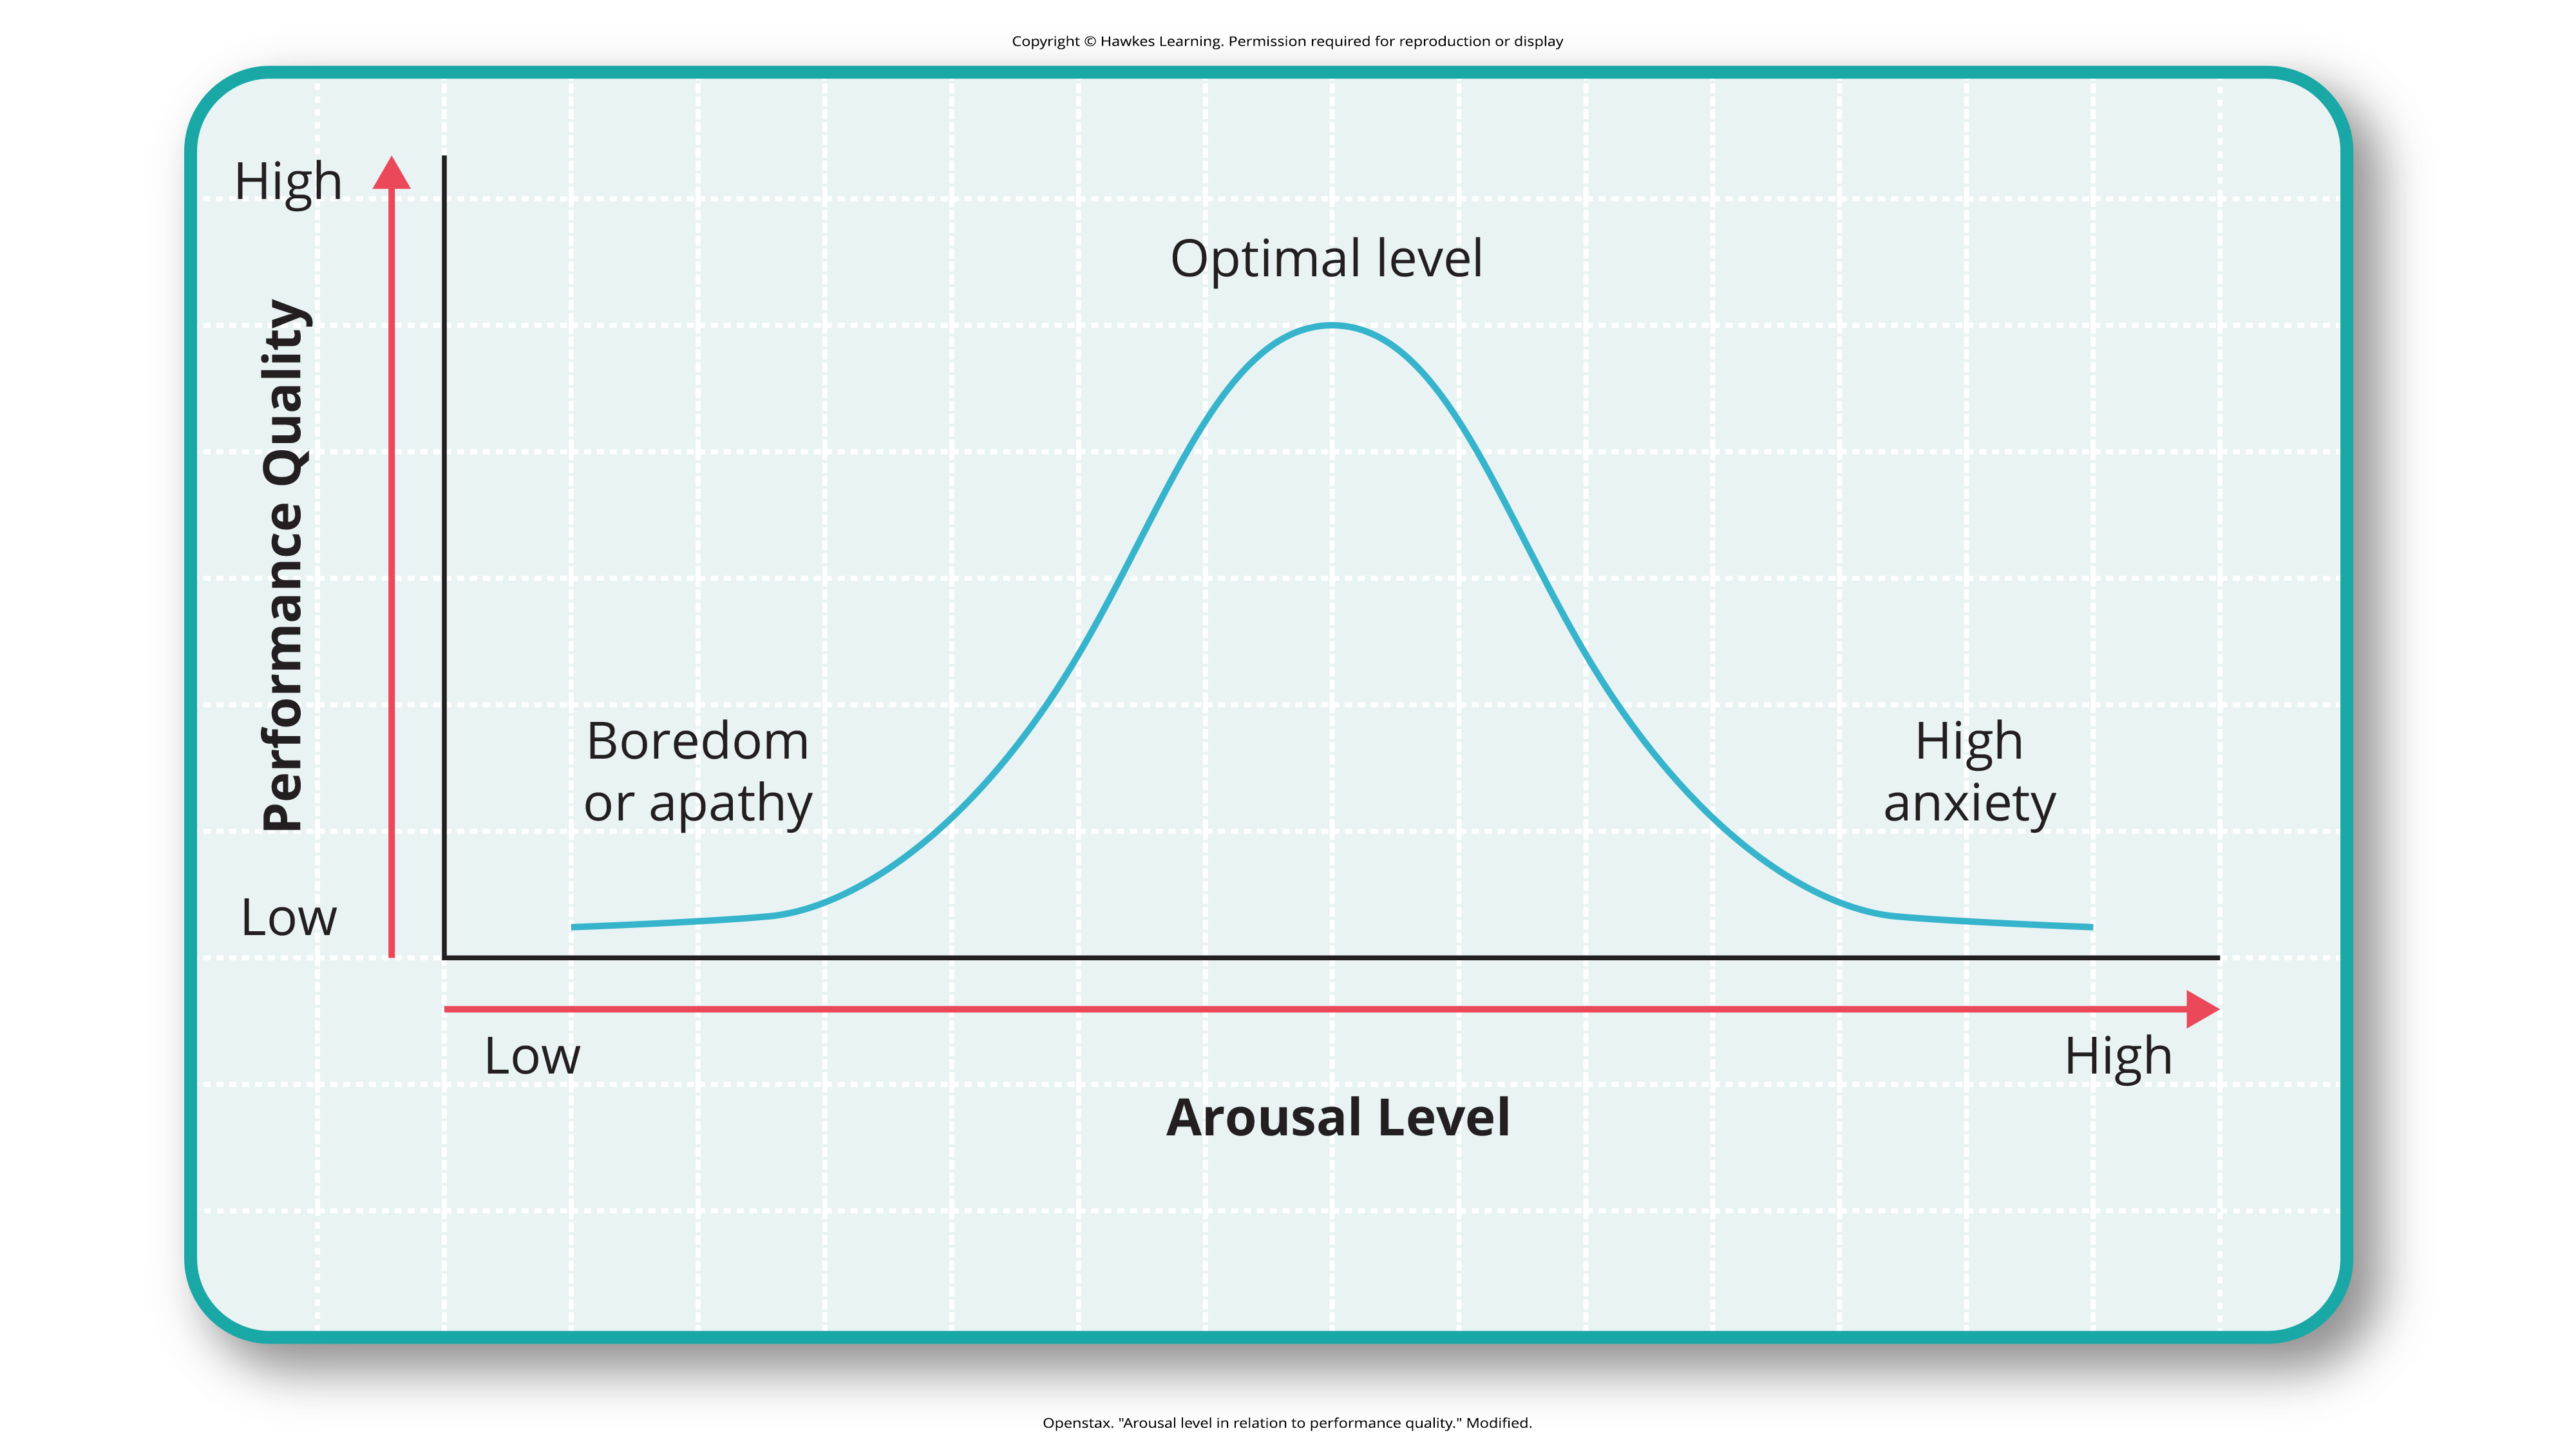 Copyright © Hawkes Learning. Permission required for reproduction or display
High
Optimal level
Performance Quality
Boredom
or apathy
High
anxiety
Low
Low
High
Arousal Level
Openstax. "Arousal level in relation to performance quality." Modified.